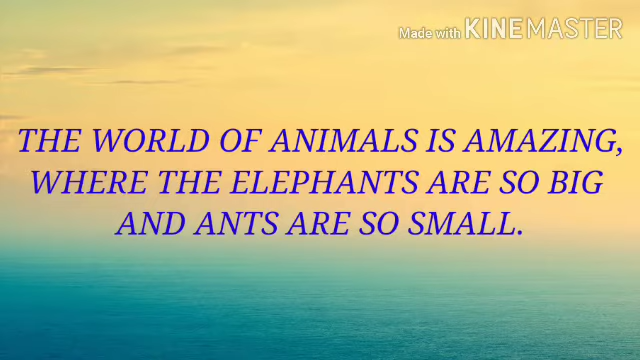 Made with KINEMASTER
THE WORLD OF ANIMALS IS AMAZING,
WHERE THE ELEPHANTS ARE SO BIG
AND ANTS ARE SO SMALL.